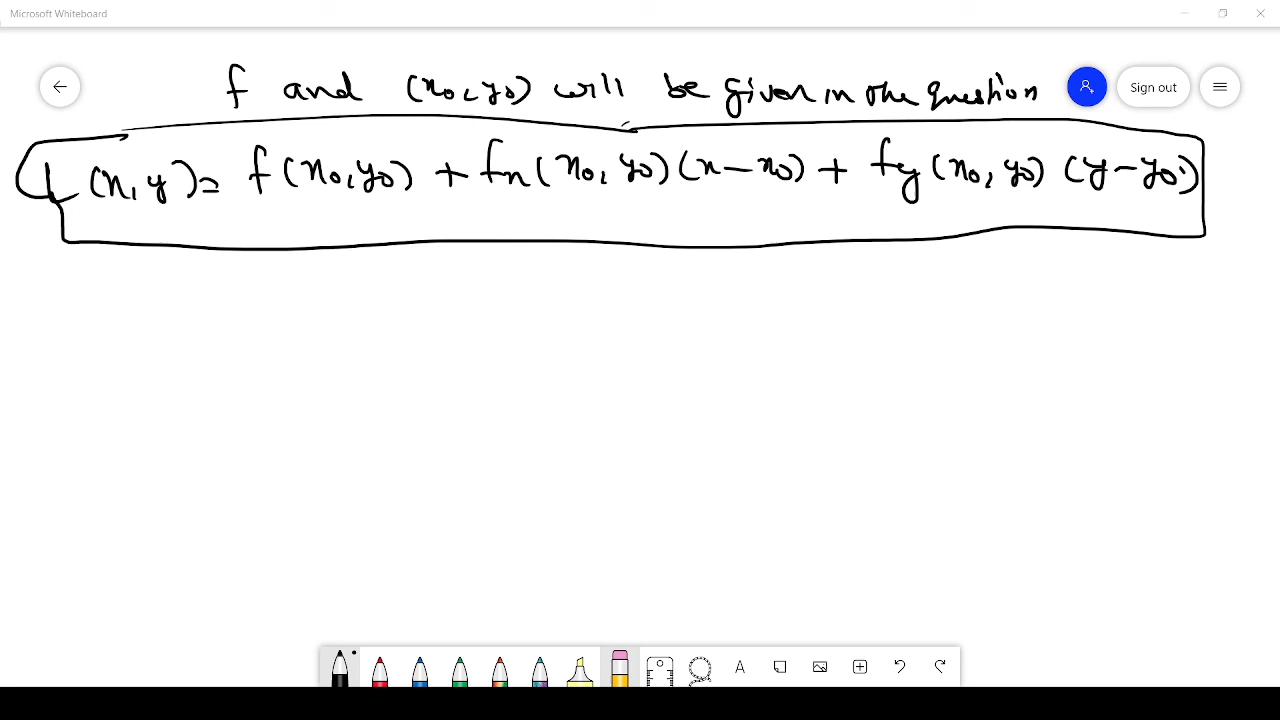 Microsoft Whiteboard
f and (x₀, y₀) will be given in the question
Sign out
L(x, y) = f(x₀, y₀) + fₓ(x₀, y₀)(x − x₀) + f_y(x₀, y₀)(y − y₀)
A